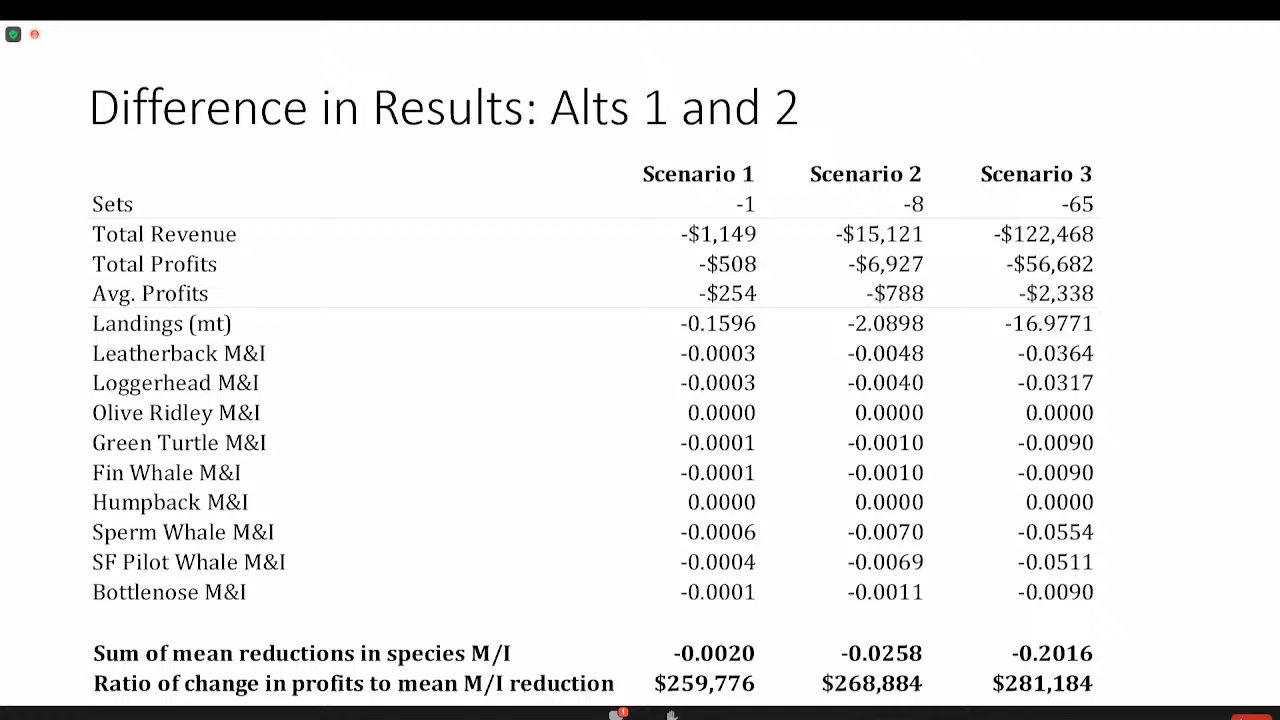 Difference in Results: Alts 1 and 2
Scenario 1 Scenario 2 Scenario 3
Sets -1 -8 -65
Total Revenue -$1,149 -$15,121 -$122,468
Total Profits -$508 -$6,927 -$56,682
Avg. Profits -$254 -$788 -$2,338
Landings (mt) -0.1596 -2.0898 -16.9771
Leatherback M&I -0.0003 -0.0048 -0.0364
Loggerhead M&I -0.0003 -0.0040 -0.0317
Olive Ridley M&I 0.0000 0.0000 0.0000
Green Turtle M&I -0.0001 -0.0010 -0.0090
Fin Whale M&I -0.0001 -0.0010 -0.0090
Humpback M&I 0.0000 0.0000 0.0000
Sperm Whale M&I -0.0006 -0.0070 -0.0554
SF Pilot Whale M&I -0.0004 -0.0069 -0.0511
Bottlenose M&I -0.0001 -0.0011 -0.0090
Sum of mean reductions in species M/I -0.0020 -0.0258 -0.2016
Ratio of change in profits to mean M/I reduction $259,776 $268,884 $281,184
1